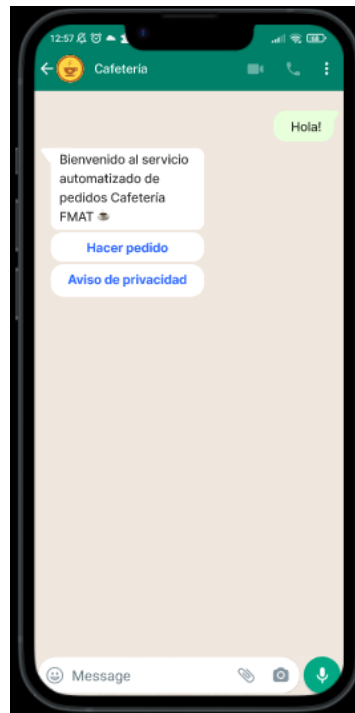 12:57
Cafetería
Hola!
Bienvenido al servicio
automatizado de
pedidos Cafetería
FMAT ☕
Hacer pedido
Aviso de privacidad
Message